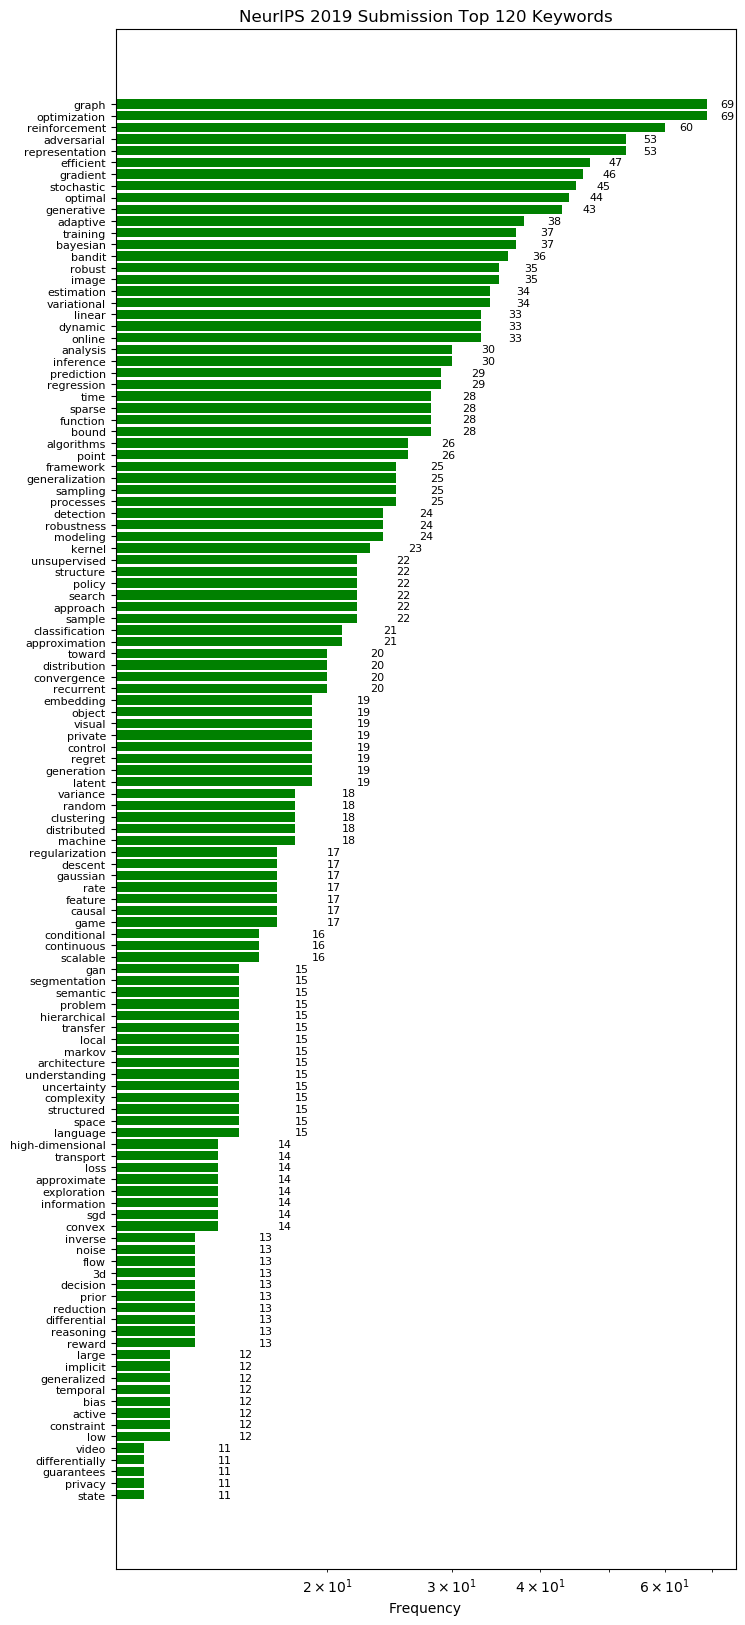 NeurIPS 2019 Submission Top 120 Keywords
graph 69
optimization 69
reinforcement 60
adversarial 53
representation 53
efficient 47
gradient 46
stochastic 45
optimal 44
generative 43
adaptive 38
training 37
bayesian 37
bandit 36
robust 35
image 35
estimation 34
variational 34
linear 33
dynamic 33
online 33
analysis 30
inference 30
prediction 29
regression 29
time 28
sparse 28
function 28
bound 28
algorithms 26
point 26
framework 25
generalization 25
sampling 25
processes 25
detection 24
robustness 24
modeling 24
kernel 23
unsupervised 22
structure 22
policy 22
search 22
approach 22
sample 22
classification 21
approximation 21
toward 20
distribution 20
convergence 20
recurrent 20
embedding 19
object 19
visual 19
private 19
control 19
regret 19
generation 19
latent 19
variance 18
random 18
clustering 18
distributed 18
machine 18
regularization 17
descent 17
gaussian 17
rate 17
feature 17
causal 17
game 17
conditional 16
continuous 16
scalable 16
gan 15
segmentation 15
semantic 15
problem 15
hierarchical 15
transfer 15
local 15
markov 15
architecture 15
understanding 15
uncertainty 15
complexity 15
structured 15
space 15
language 15
high-dimensional 14
transport 14
loss 14
approximate 14
exploration 14
information 14
sgd 14
convex 14
inverse 13
noise 13
flow 13
3d 13
decision 13
prior 13
reduction 13
differential 13
reasoning 13
reward 13
large 12
implicit 12
generalized 12
temporal 12
bias 12
active 12
constraint 12
low 12
video 11
differentially 11
guarantees 11
privacy 11
state 11
2 × 10¹ 3 × 10¹ 4 × 10¹ 6 × 10¹
Frequency